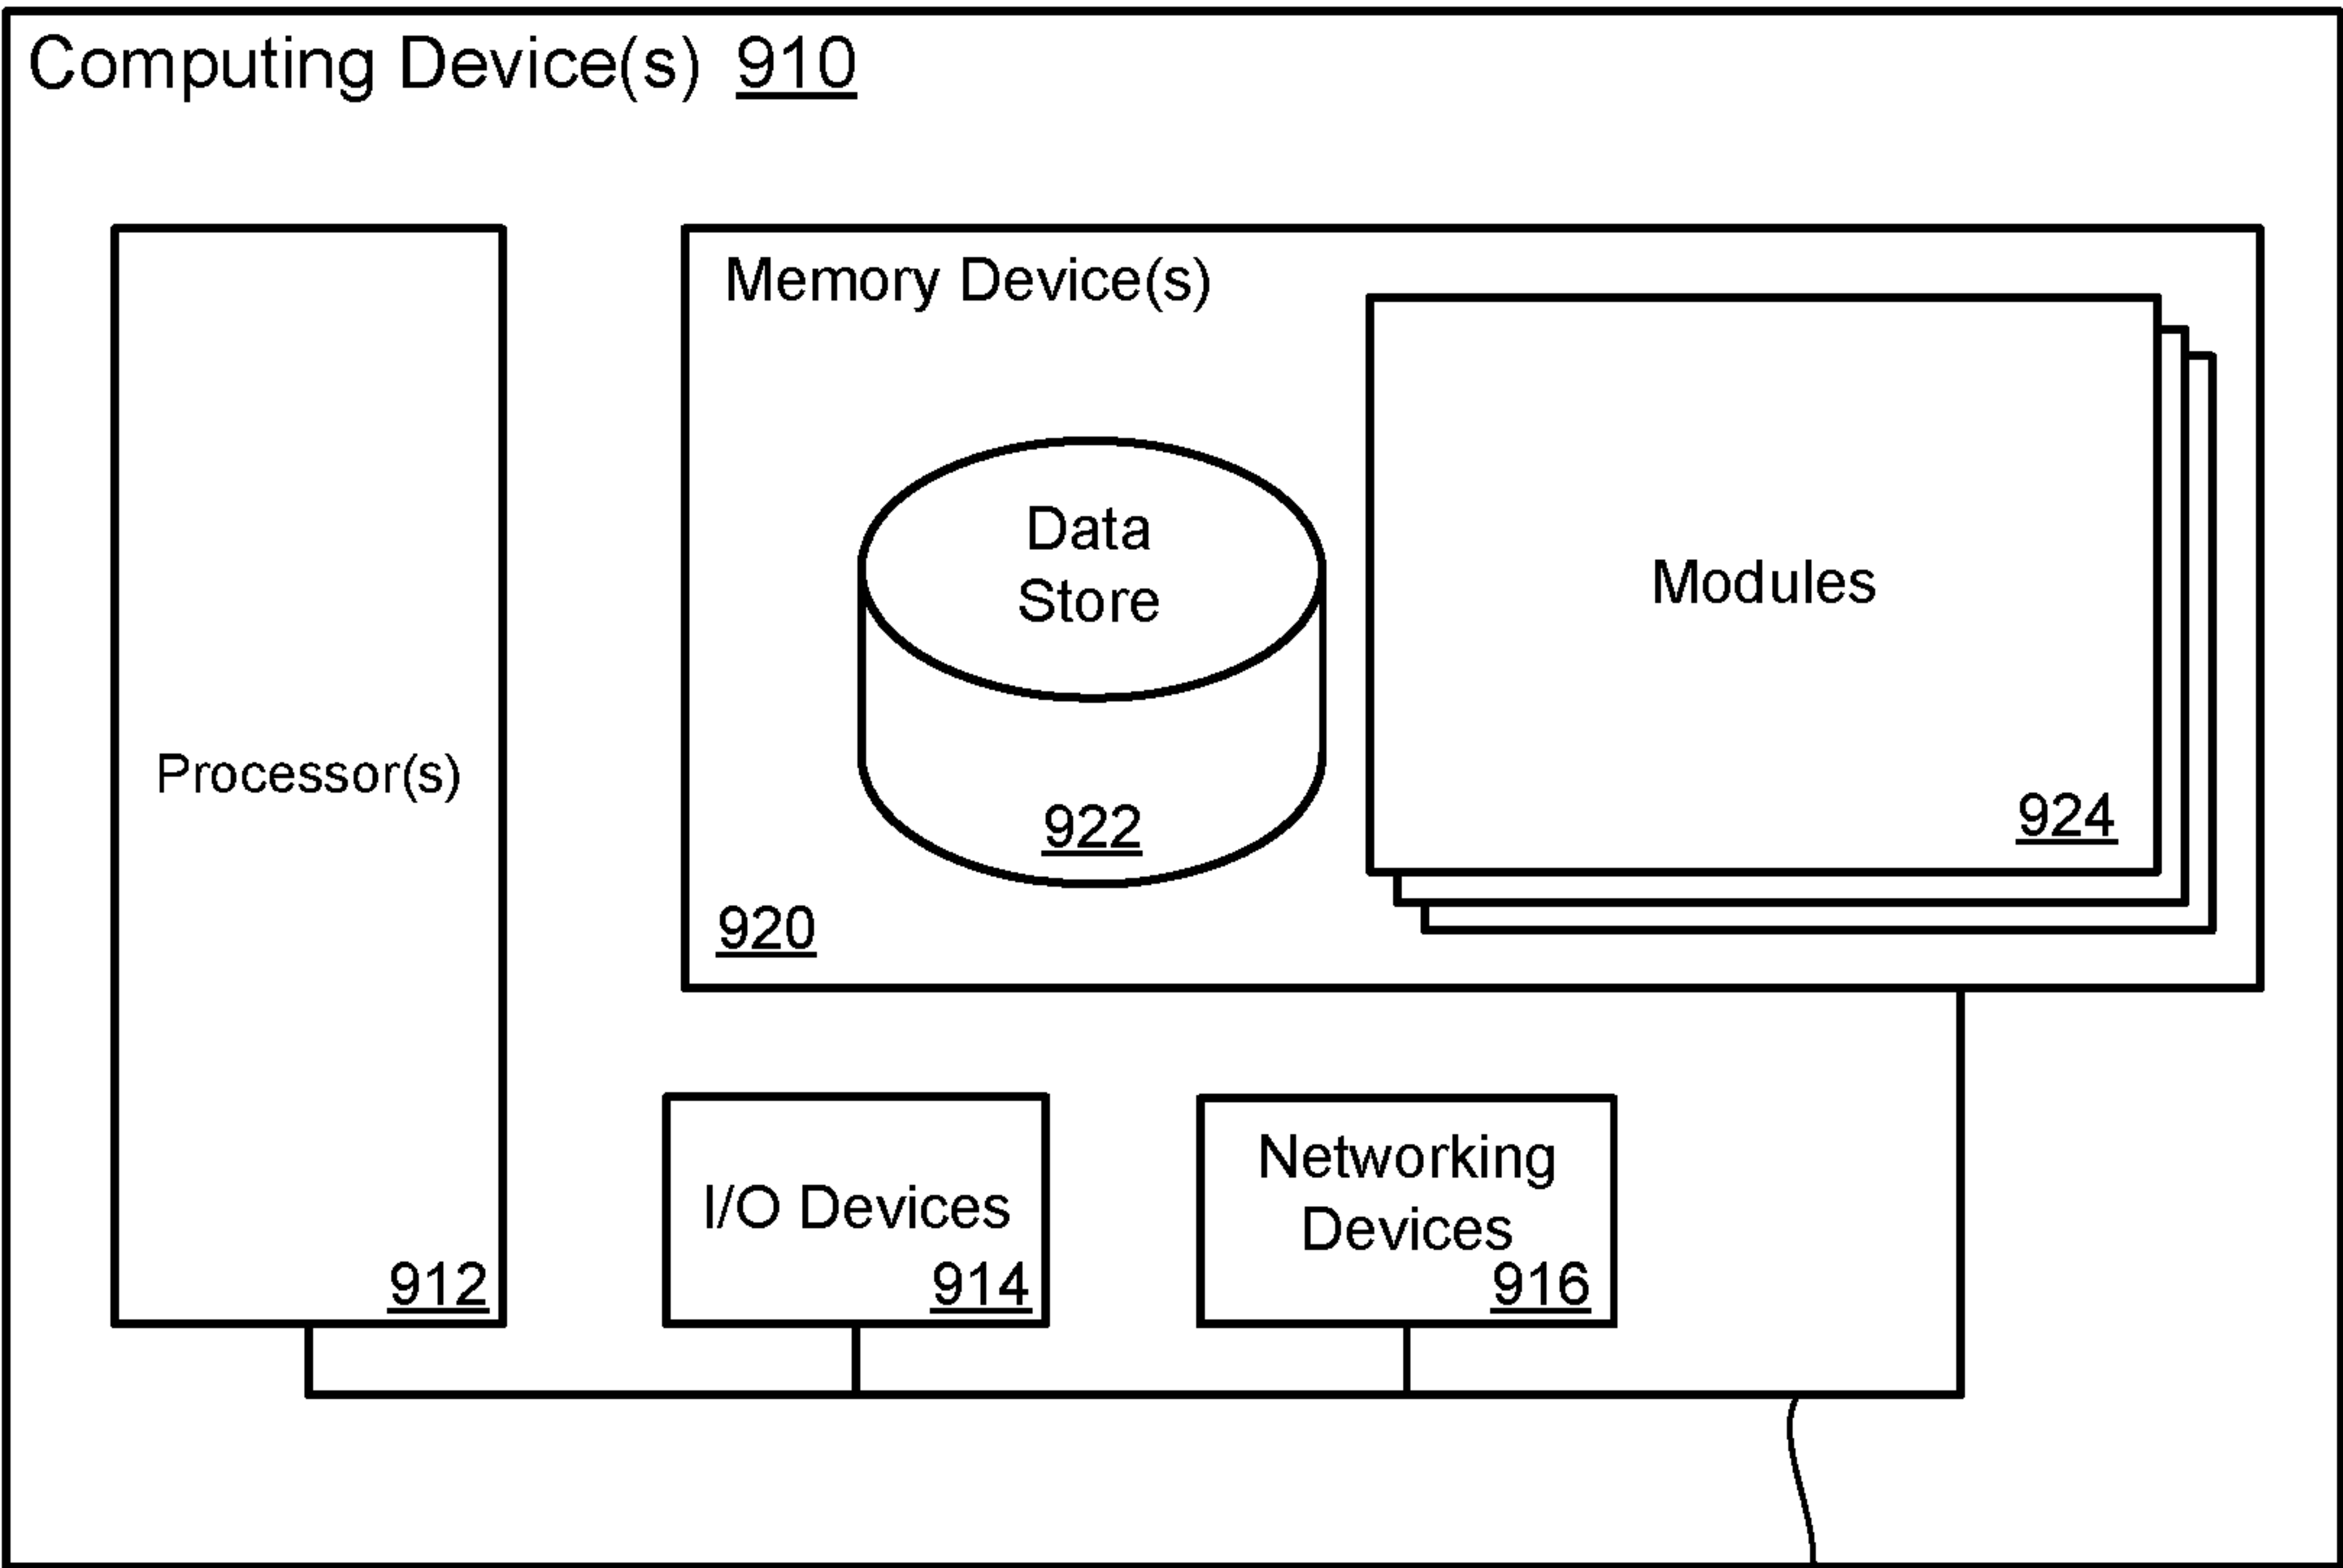 Computing Device(s) 910
Memory Device(s)
Data
Store
922
920
Modules
924
Processor(s)
912
I/O Devices
914
Networking
Devices
916